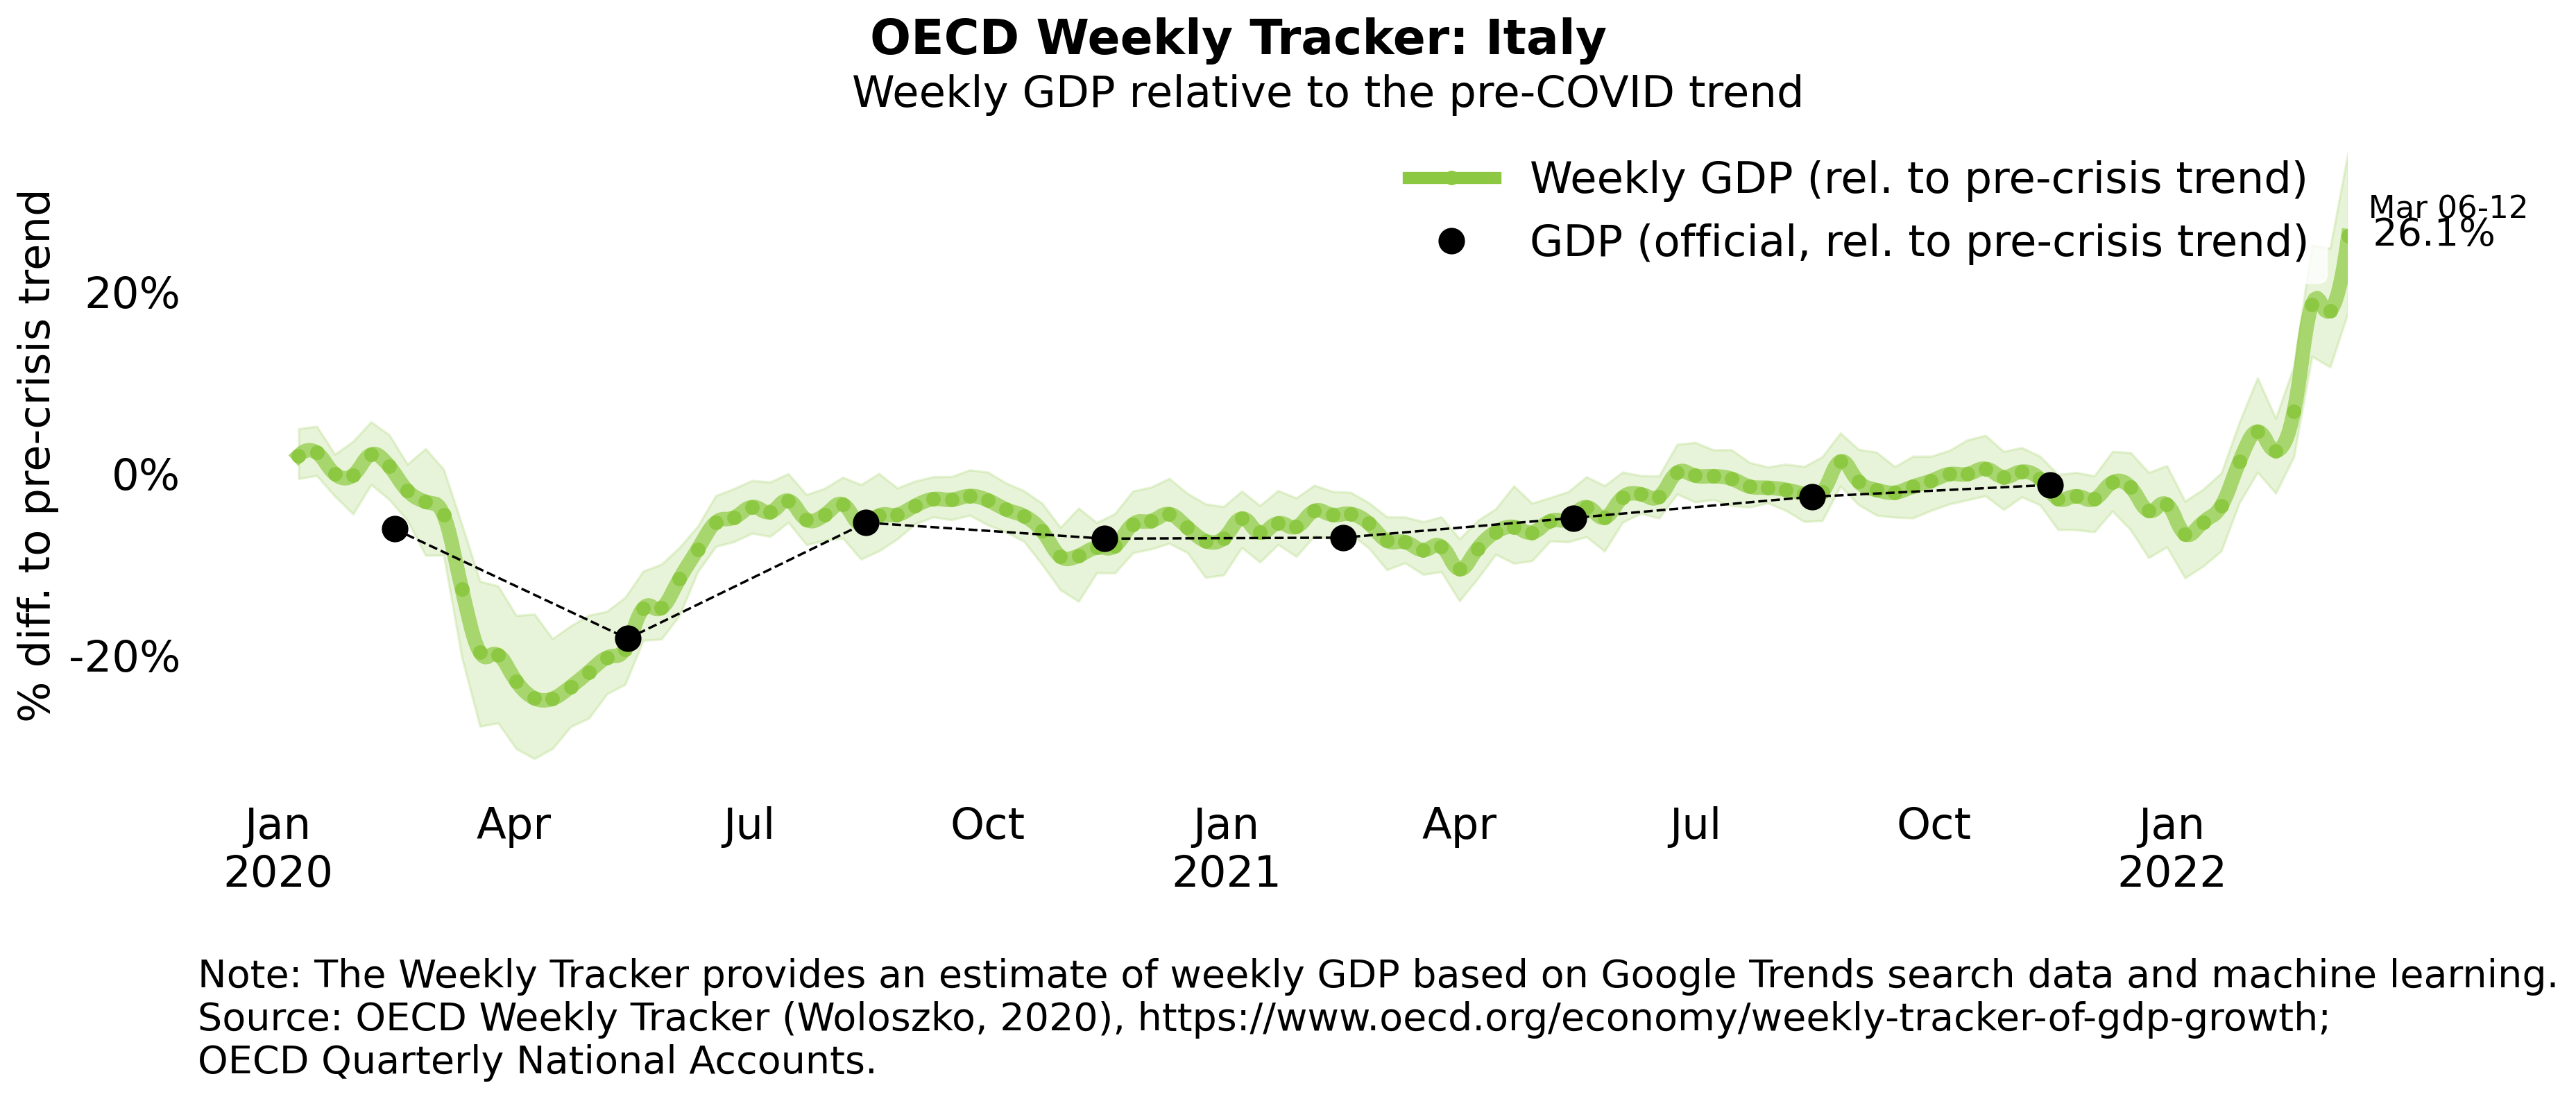 OECD Weekly Tracker: Italy
Weekly GDP relative to the pre-COVID trend
Weekly GDP (rel. to pre-crisis trend)
GDP (official, rel. to pre-crisis trend)
Mar 06-12
26.1%
% diff. to pre-crisis trend
20%
0%
-20%
Jan Apr Jul Oct Jan Apr Jul Oct Jan
2020 2021 2022
Note: The Weekly Tracker provides an estimate of weekly GDP based on Google Trends search data and machine learning.
Source: OECD Weekly Tracker (Woloszko, 2020), https://www.oecd.org/economy/weekly-tracker-of-gdp-growth;
OECD Quarterly National Accounts.